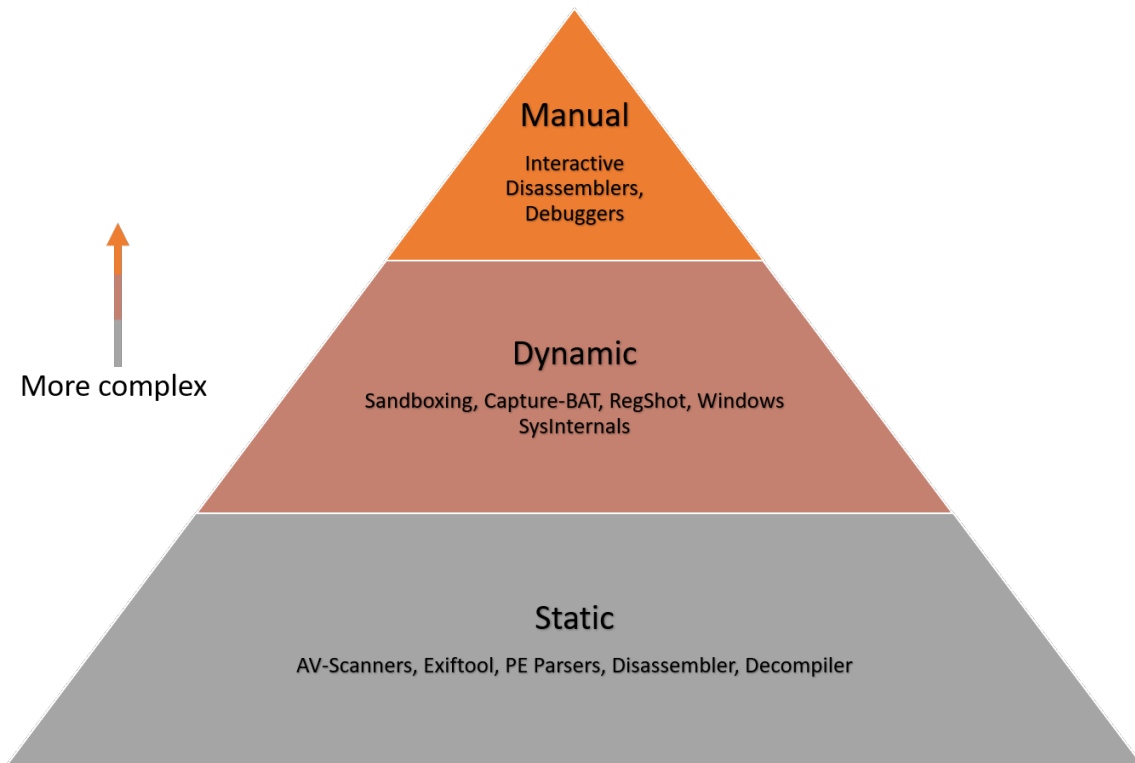 Manual
Interactive
Disassemblers,
Debuggers
More complex
Dynamic
Sandboxing, Capture-BAT, RegShot, Windows
SysInternals
Static
AV-Scanners, Exiftool, PE Parsers, Disassembler, Decompiler